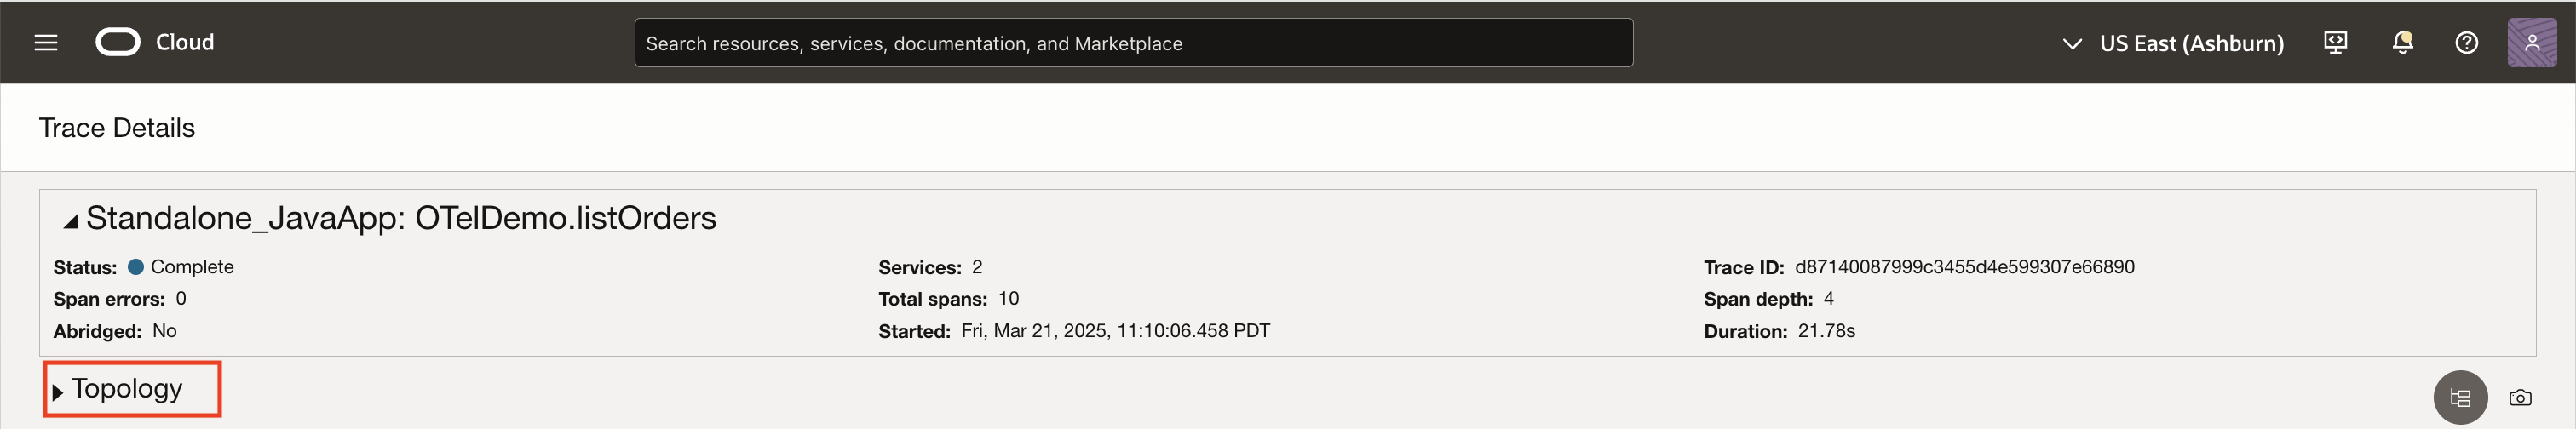 Cloud
Search resources, services, documentation, and Marketplace
US East (Ashburn)
Trace Details
Standalone_JavaApp: OTelDemo.listOrders
Status: Complete
Services: 2
Trace ID: d87140087999c3455d4e599307e66890
Span errors: 0
Total spans: 10
Span depth: 4
Abridged: No
Started: Fri, Mar 21, 2025, 11:10:06.458 PDT
Duration: 21.78s
Topology